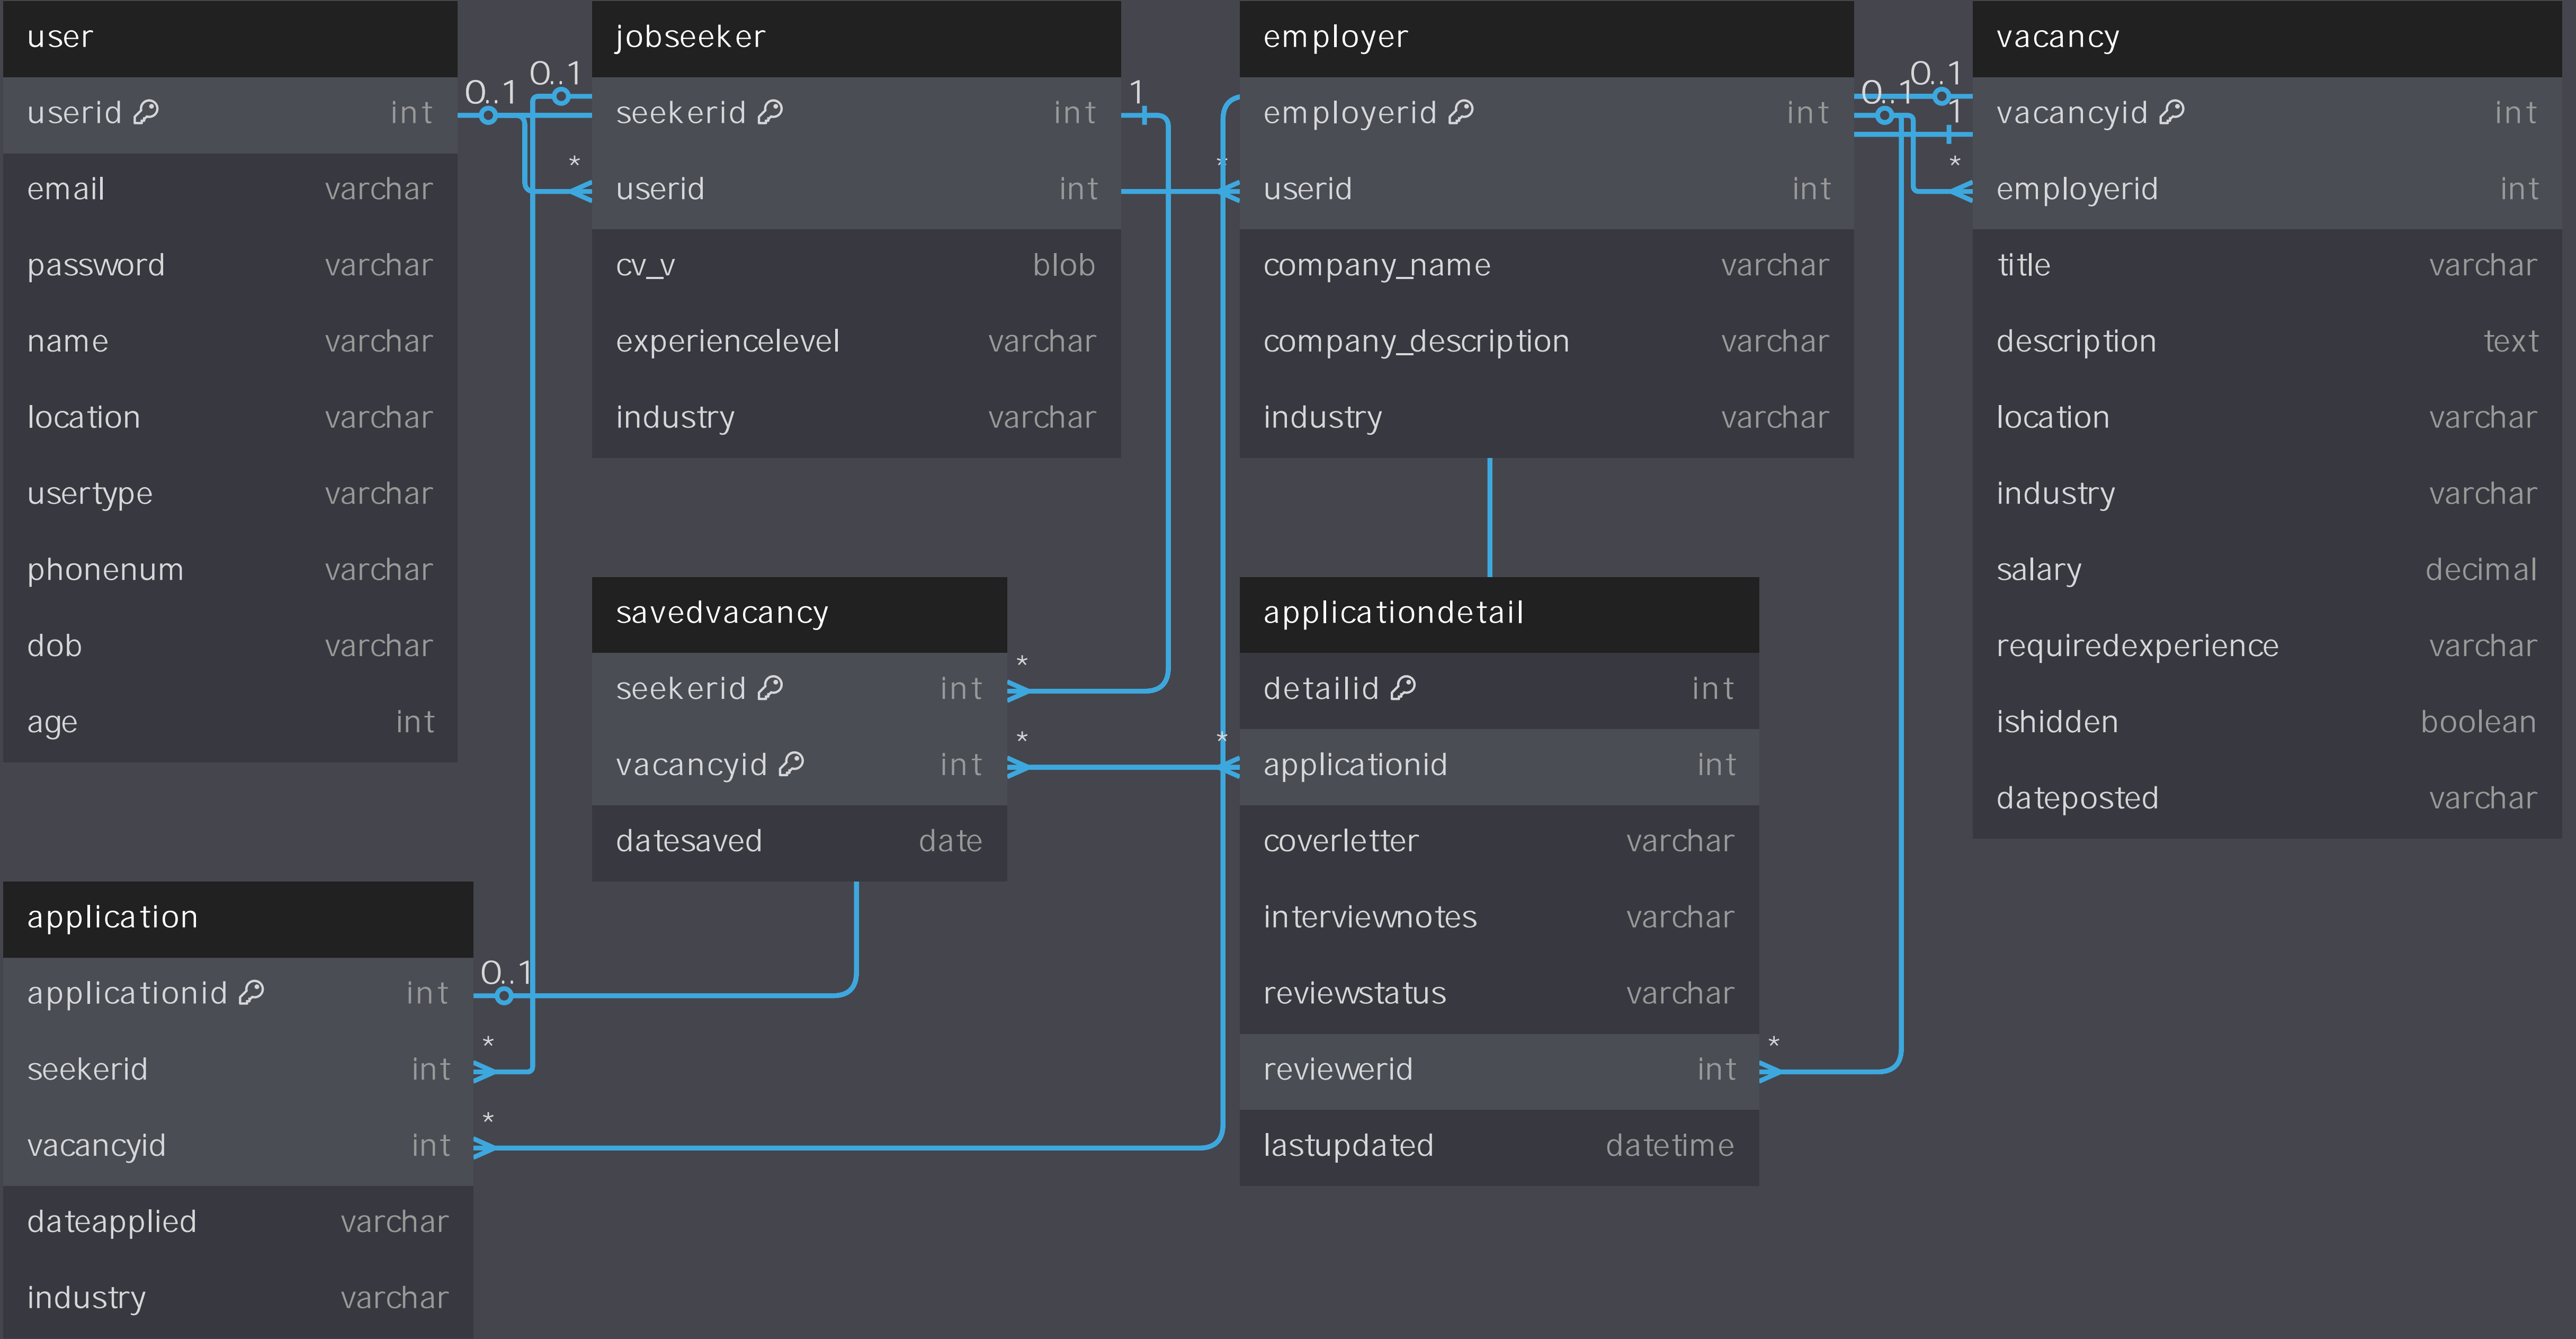 user
userid int
email varchar
password varchar
name varchar
location varchar
usertype varchar
phonenum varchar
dob varchar
age int
0..1
0..1
*
jobseeker
seekerid int
userid int
cv_v blob
experiencelevel varchar
industry varchar
1
*
employer
employerid int
userid int
company_name varchar
company_description varchar
industry varchar
0..1
0..1
1
*
vacancy
vacancyid int
employerid int
title varchar
description text
location varchar
industry varchar
salary decimal
requiredexperience varchar
ishidden boolean
dateposted varchar
savedvacancy
seekerid int
vacancyid int
datesaved date
*
*
*
applicationdetail
detailid int
applicationid int
coverletter varchar
interviewnotes varchar
reviewstatus varchar
reviewerid int
lastupdated datetime
*
application
applicationid int
seekerid int
vacancyid int
dateapplied varchar
industry varchar
0..1
*
*